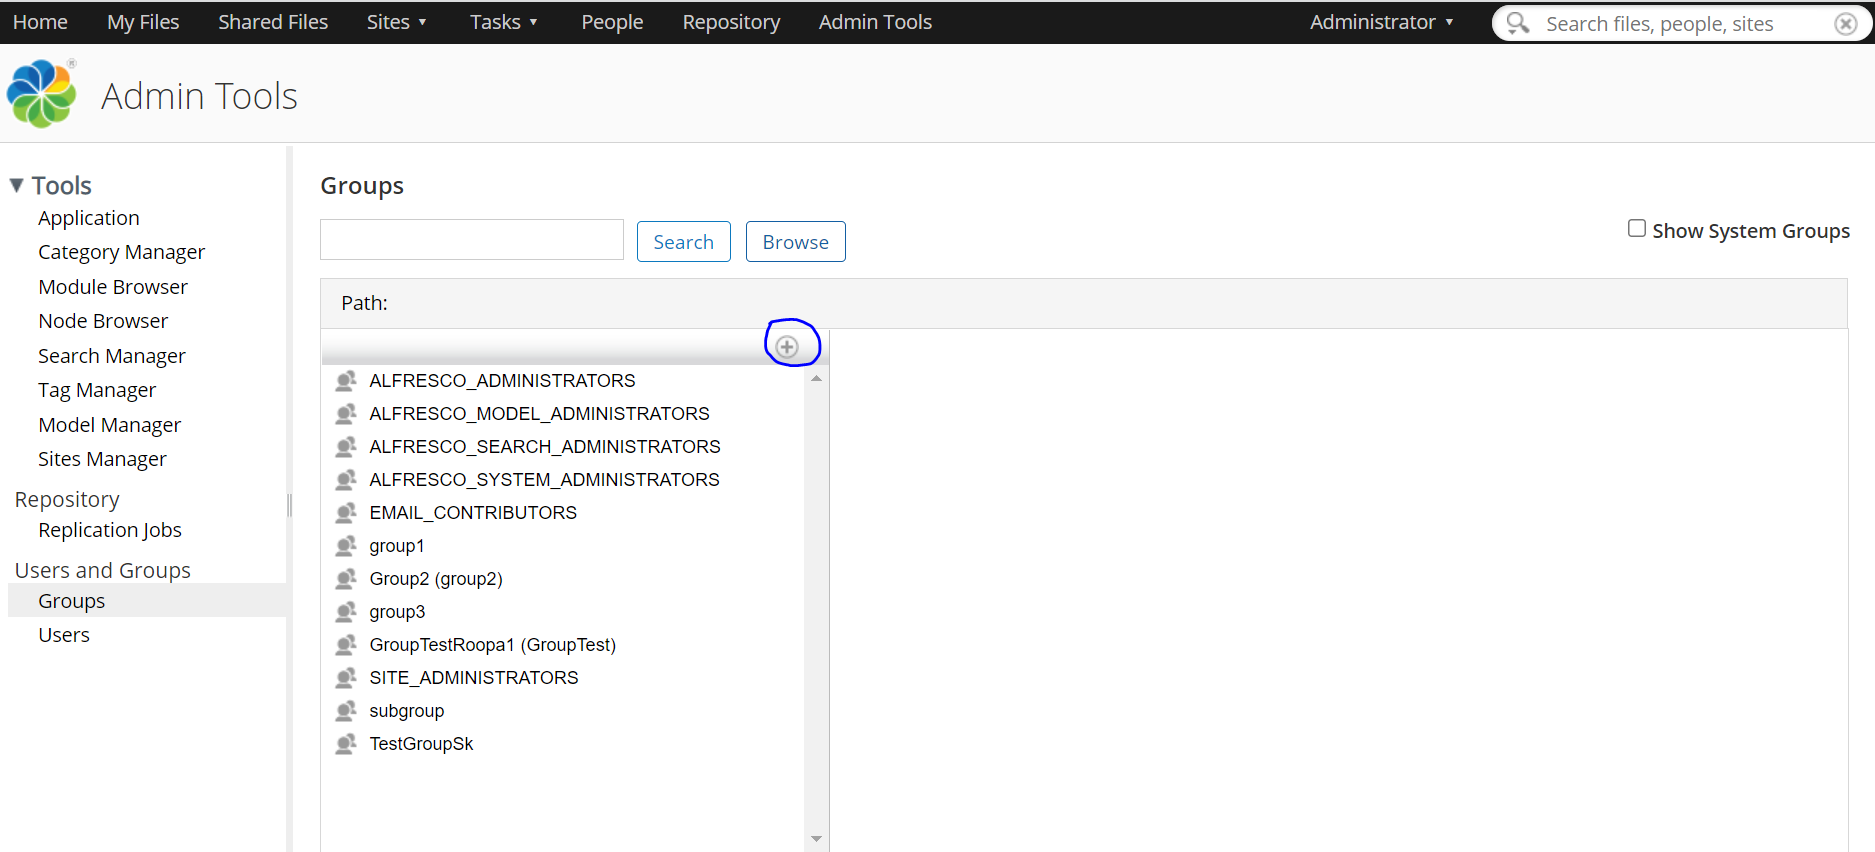 Home My Files Shared Files Sites ▼ Tasks ▼ People Repository Admin Tools Administrator ▼ Search files, people, sites
® Admin Tools
▼ Tools
Application
Category Manager
Module Browser
Node Browser
Search Manager
Tag Manager
Model Manager
Sites Manager
Repository
Replication Jobs
Users and Groups
Groups
Users
Groups
Search Browse Show System Groups
Path:
ALFRESCO_ADMINISTRATORS
ALFRESCO_MODEL_ADMINISTRATORS
ALFRESCO_SEARCH_ADMINISTRATORS
ALFRESCO_SYSTEM_ADMINISTRATORS
EMAIL_CONTRIBUTORS
group1
Group2 (group2)
group3
GroupTestRoopa1 (GroupTest)
SITE_ADMINISTRATORS
subgroup
TestGroupSk